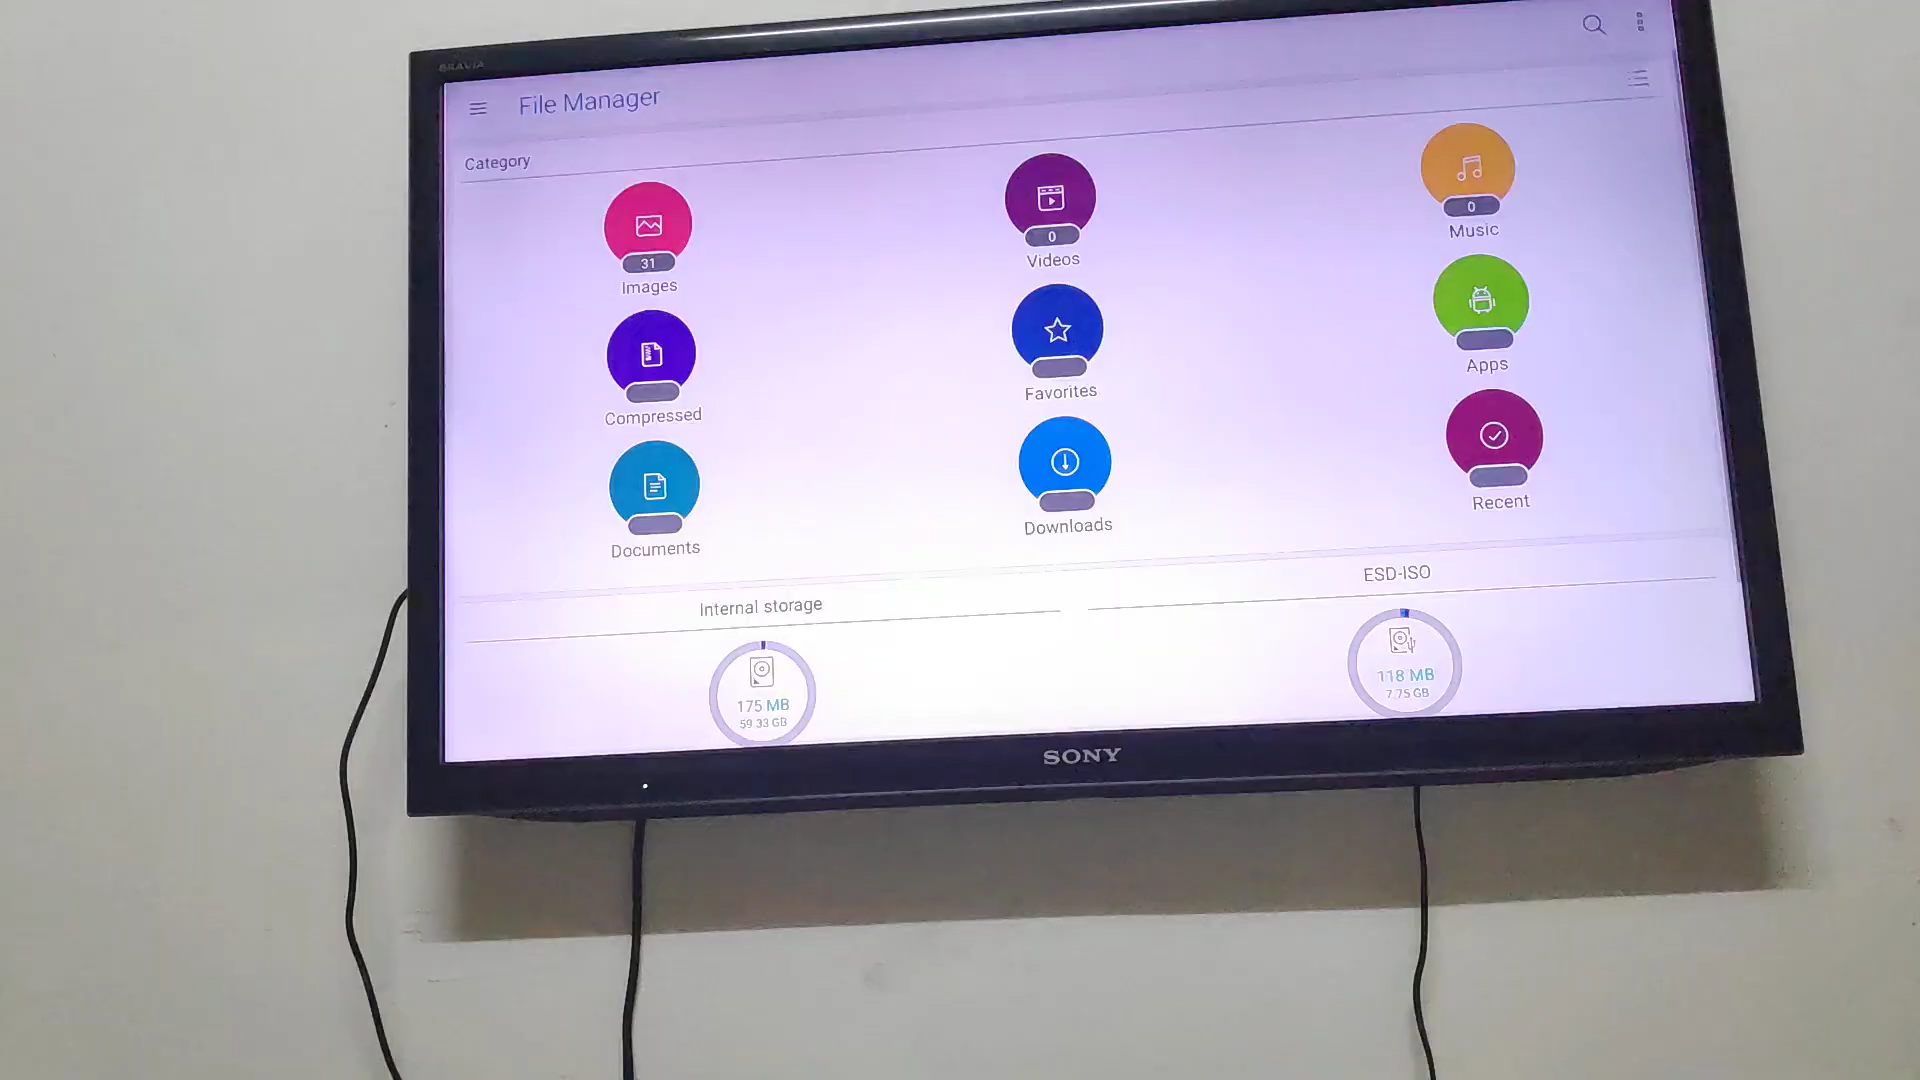 BRAVIA
File Manager
Category
31
Images
0
Videos
0
Music
Compressed
Favorites
Apps
Documents
Downloads
Recent
Internal storage
175 MB
59.33 GB
ESD-ISO
118 MB
7.75 GB
SONY